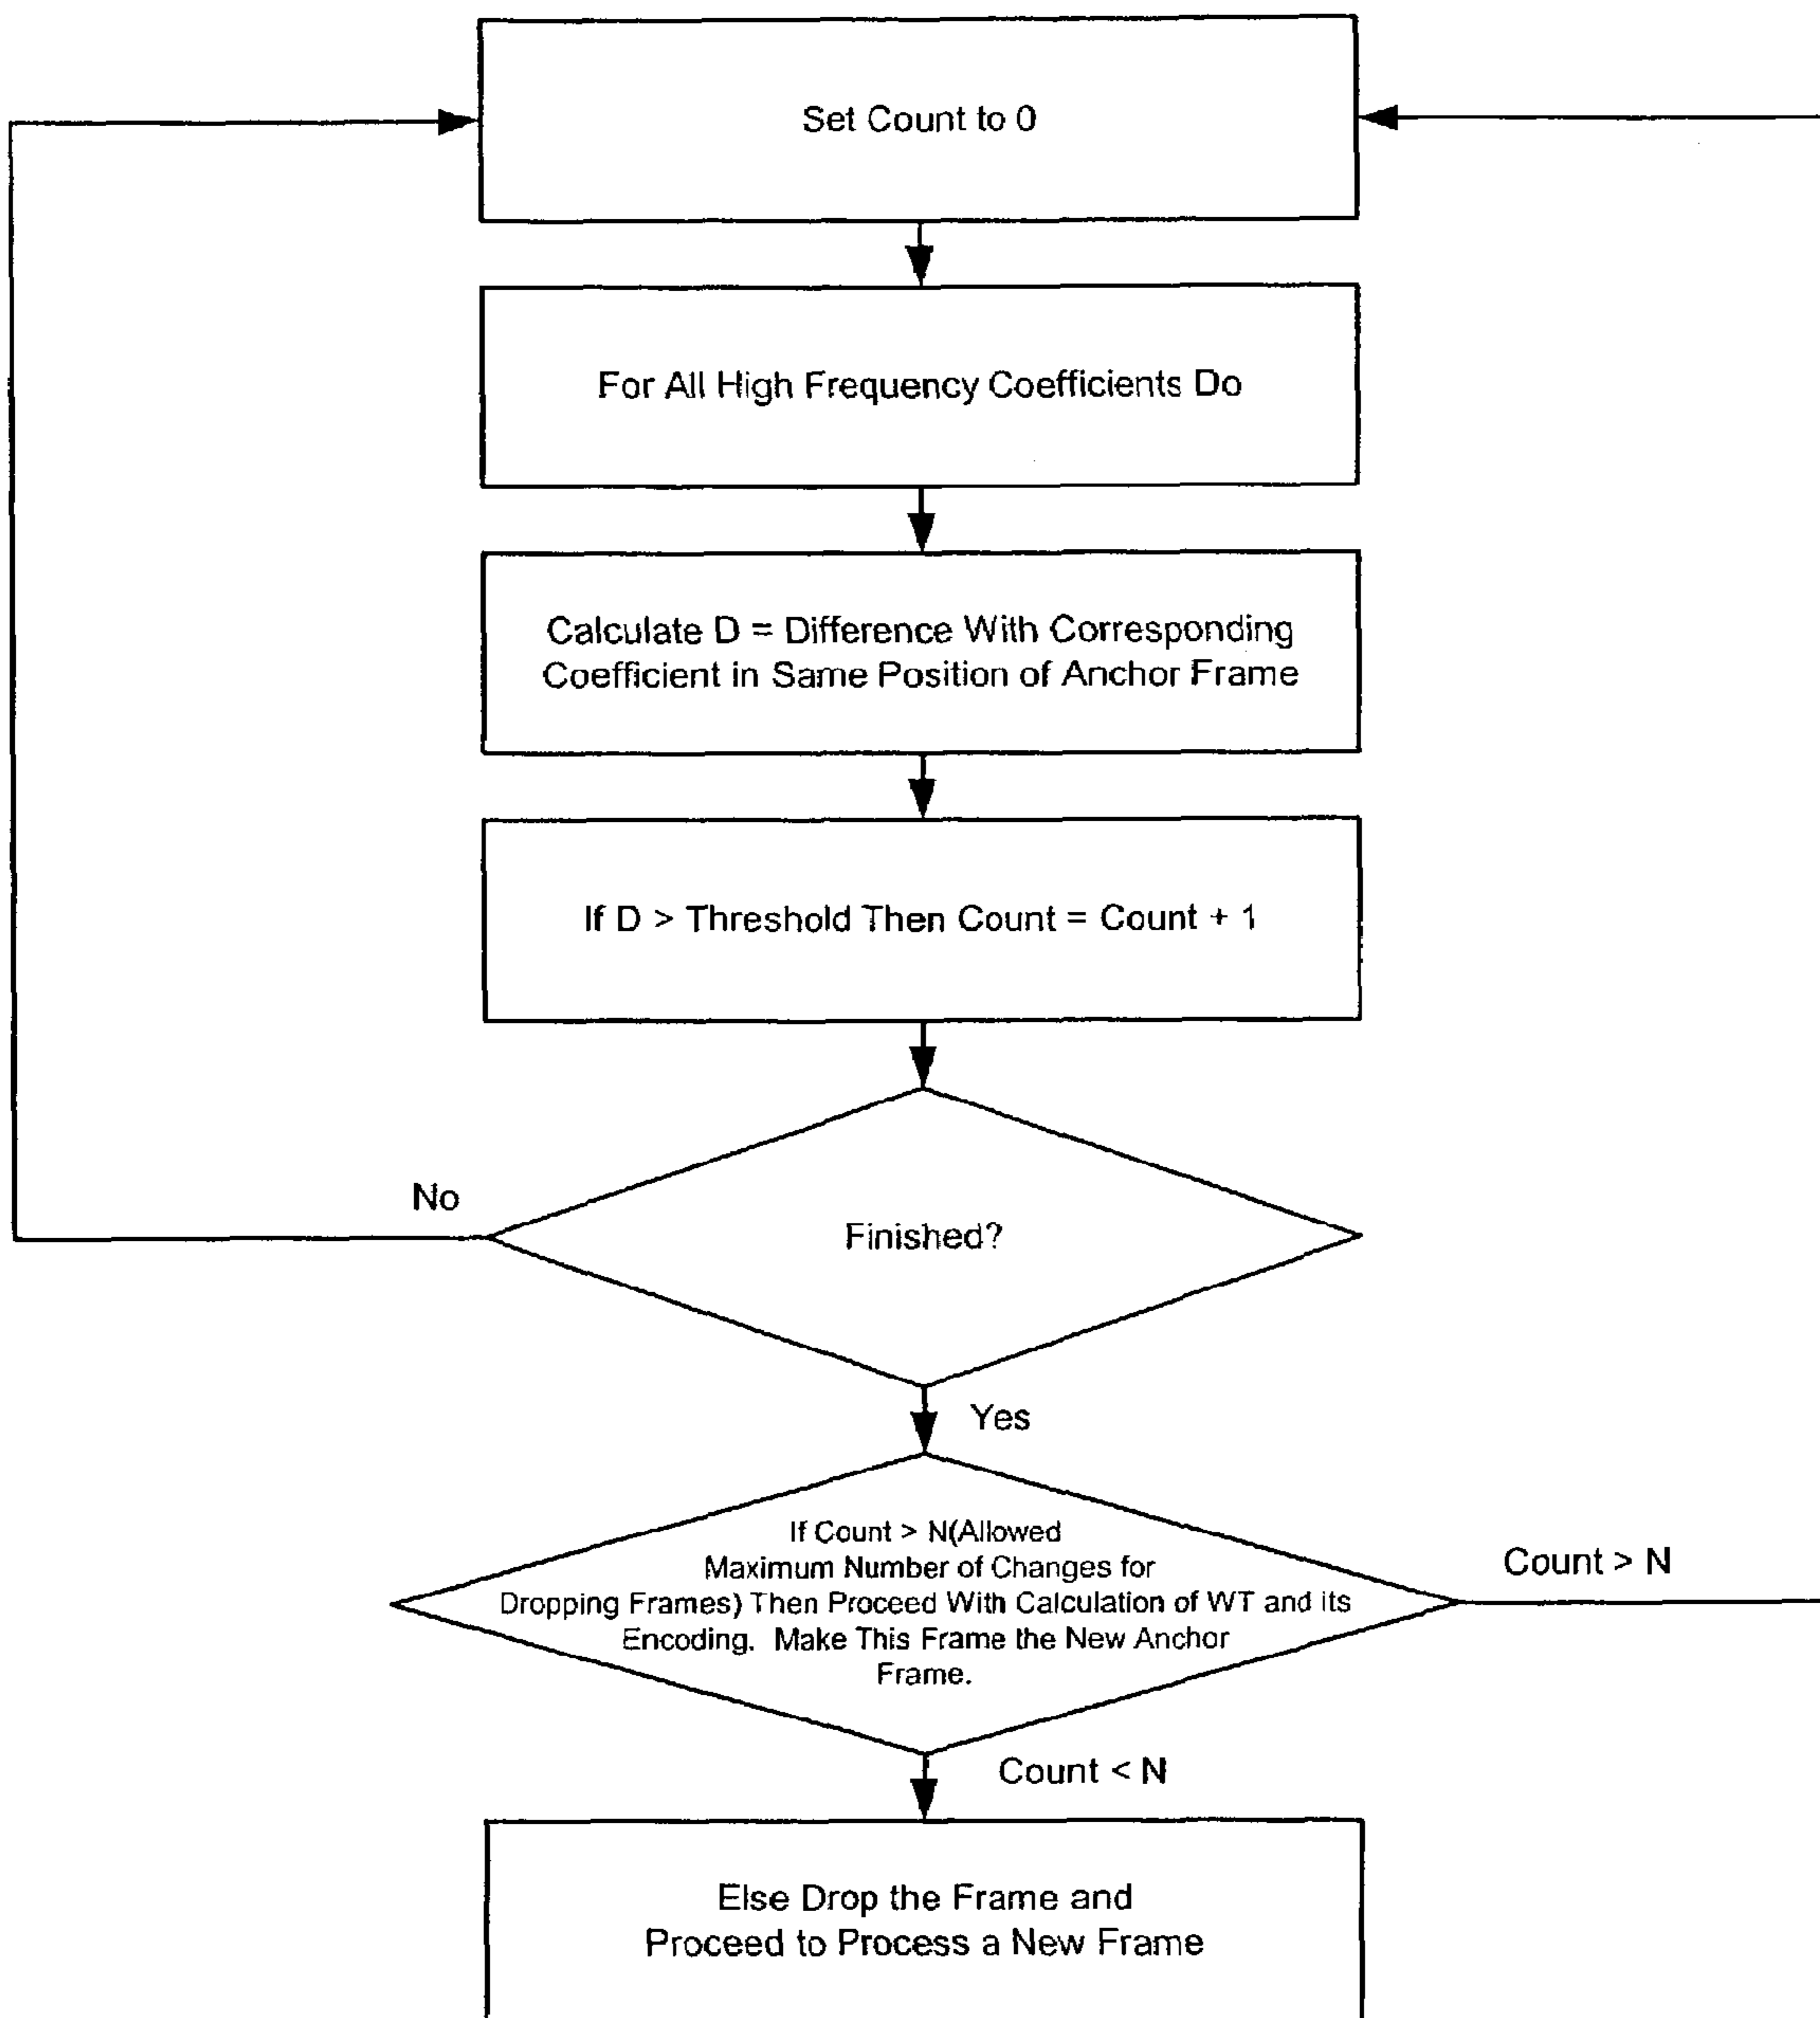 Set Count to 0
For All High Frequency Coefficients Do
Calculate D = Difference With Corresponding
Coefficient in Same Position of Anchor Frame
If D > Threshold Then Count = Count + 1
No
Finished?
Yes
If Count > N(Allowed
Maximum Number of Changes for
Dropping Frames) Then Proceed With Calculation of WT and its
Encoding. Make This Frame the New Anchor
Frame.
Count > N
Count < N
Else Drop the Frame and
Proceed to Process a New Frame